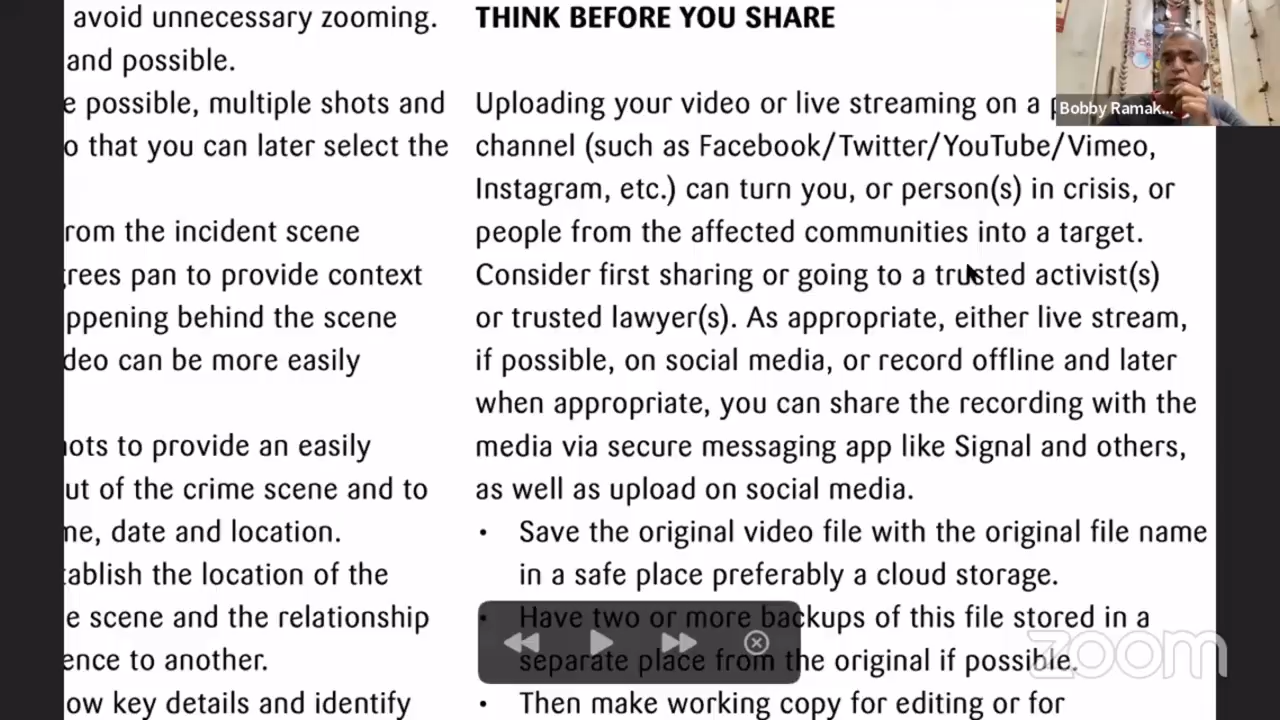 avoid unnecessary zooming.
and possible.
e possible, multiple shots and
o that you can later select the
rom the incident scene
grees pan to provide context
ppening behind the scene
deo can be more easily
hots to provide an easily
ut of the crime scene and to
me, date and location.
tablish the location of the
e scene and the relationship
ence to another.
ow key details and identify
THINK BEFORE YOU SHARE
Uploading your video or live streaming on a p
channel (such as Facebook/Twitter/YouTube/Vimeo,
Instagram, etc.) can turn you, or person(s) in crisis, or
people from the affected communities into a target.
Consider first sharing or going to a trusted activist(s)
or trusted lawyer(s). As appropriate, either live stream,
if possible, on social media, or record offline and later
when appropriate, you can share the recording with the
media via secure messaging app like Signal and others,
as well as upload on social media.
• Save the original video file with the original file name
in a safe place preferably a cloud storage.
• Have two or more backups of this file stored in a
separate place from the original if possible.
• Then make working copy for editing or for
Bobby Ramak...
zoom